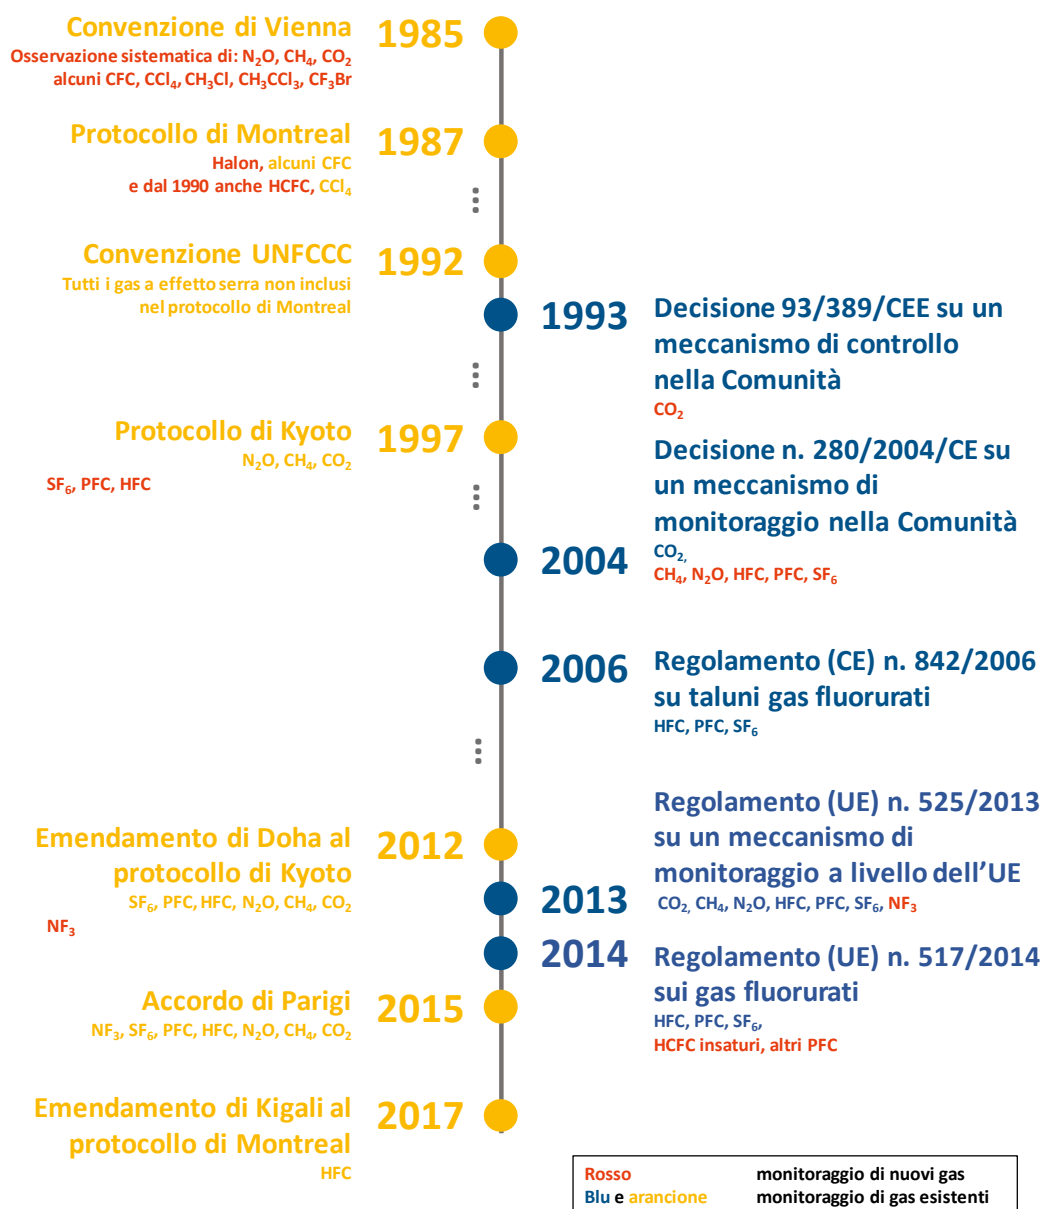 Convenzione di Vienna 1985
Osservazione sistematica di: N₂O, CH₄, CO₂
alcuni CFC, CCl₄, CH₃Cl, CH₃CCl₃, CF₃Br
Protocollo di Montreal 1987
Halon, alcuni CFC
e dal 1990 anche HCFC, CCl₄
Convenzione UNFCCC 1992
Tutti i gas a effetto serra non inclusi
nel protocollo di Montreal
1993 Decisione 93/389/CEE su un
meccanismo di controllo
nella Comunità
CO₂
Protocollo di Kyoto 1997
N₂O, CH₄, CO₂
SF₆, PFC, HFC
Decisione n. 280/2004/CE su
un meccanismo di
monitoraggio nella Comunità
2004
CO₂,
CH₄, N₂O, HFC, PFC, SF₆
2006 Regolamento (CE) n. 842/2006
su taluni gas fluorurati
HFC, PFC, SF₆
Emendamento di Doha al
protocollo di Kyoto
2012
SF₆, PFC, HFC, N₂O, CH₄, CO₂
NF₃
Regolamento (UE) n. 525/2013
su un meccanismo di
monitoraggio a livello dell’UE
2013
CO₂, CH₄, N₂O, HFC, PFC, SF₆, NF₃
2014 Regolamento (UE) n. 517/2014
sui gas fluorurati
HFC, PFC, SF₆,
HCFC insaturi, altri PFC
Accordo di Parigi 2015
NF₃, SF₆, PFC, HFC, N₂O, CH₄, CO₂
Emendamento di Kigali al
protocollo di Montreal
2017
HFC
Rosso monitoraggio di nuovi gas
Blu e arancione monitoraggio di gas esistenti